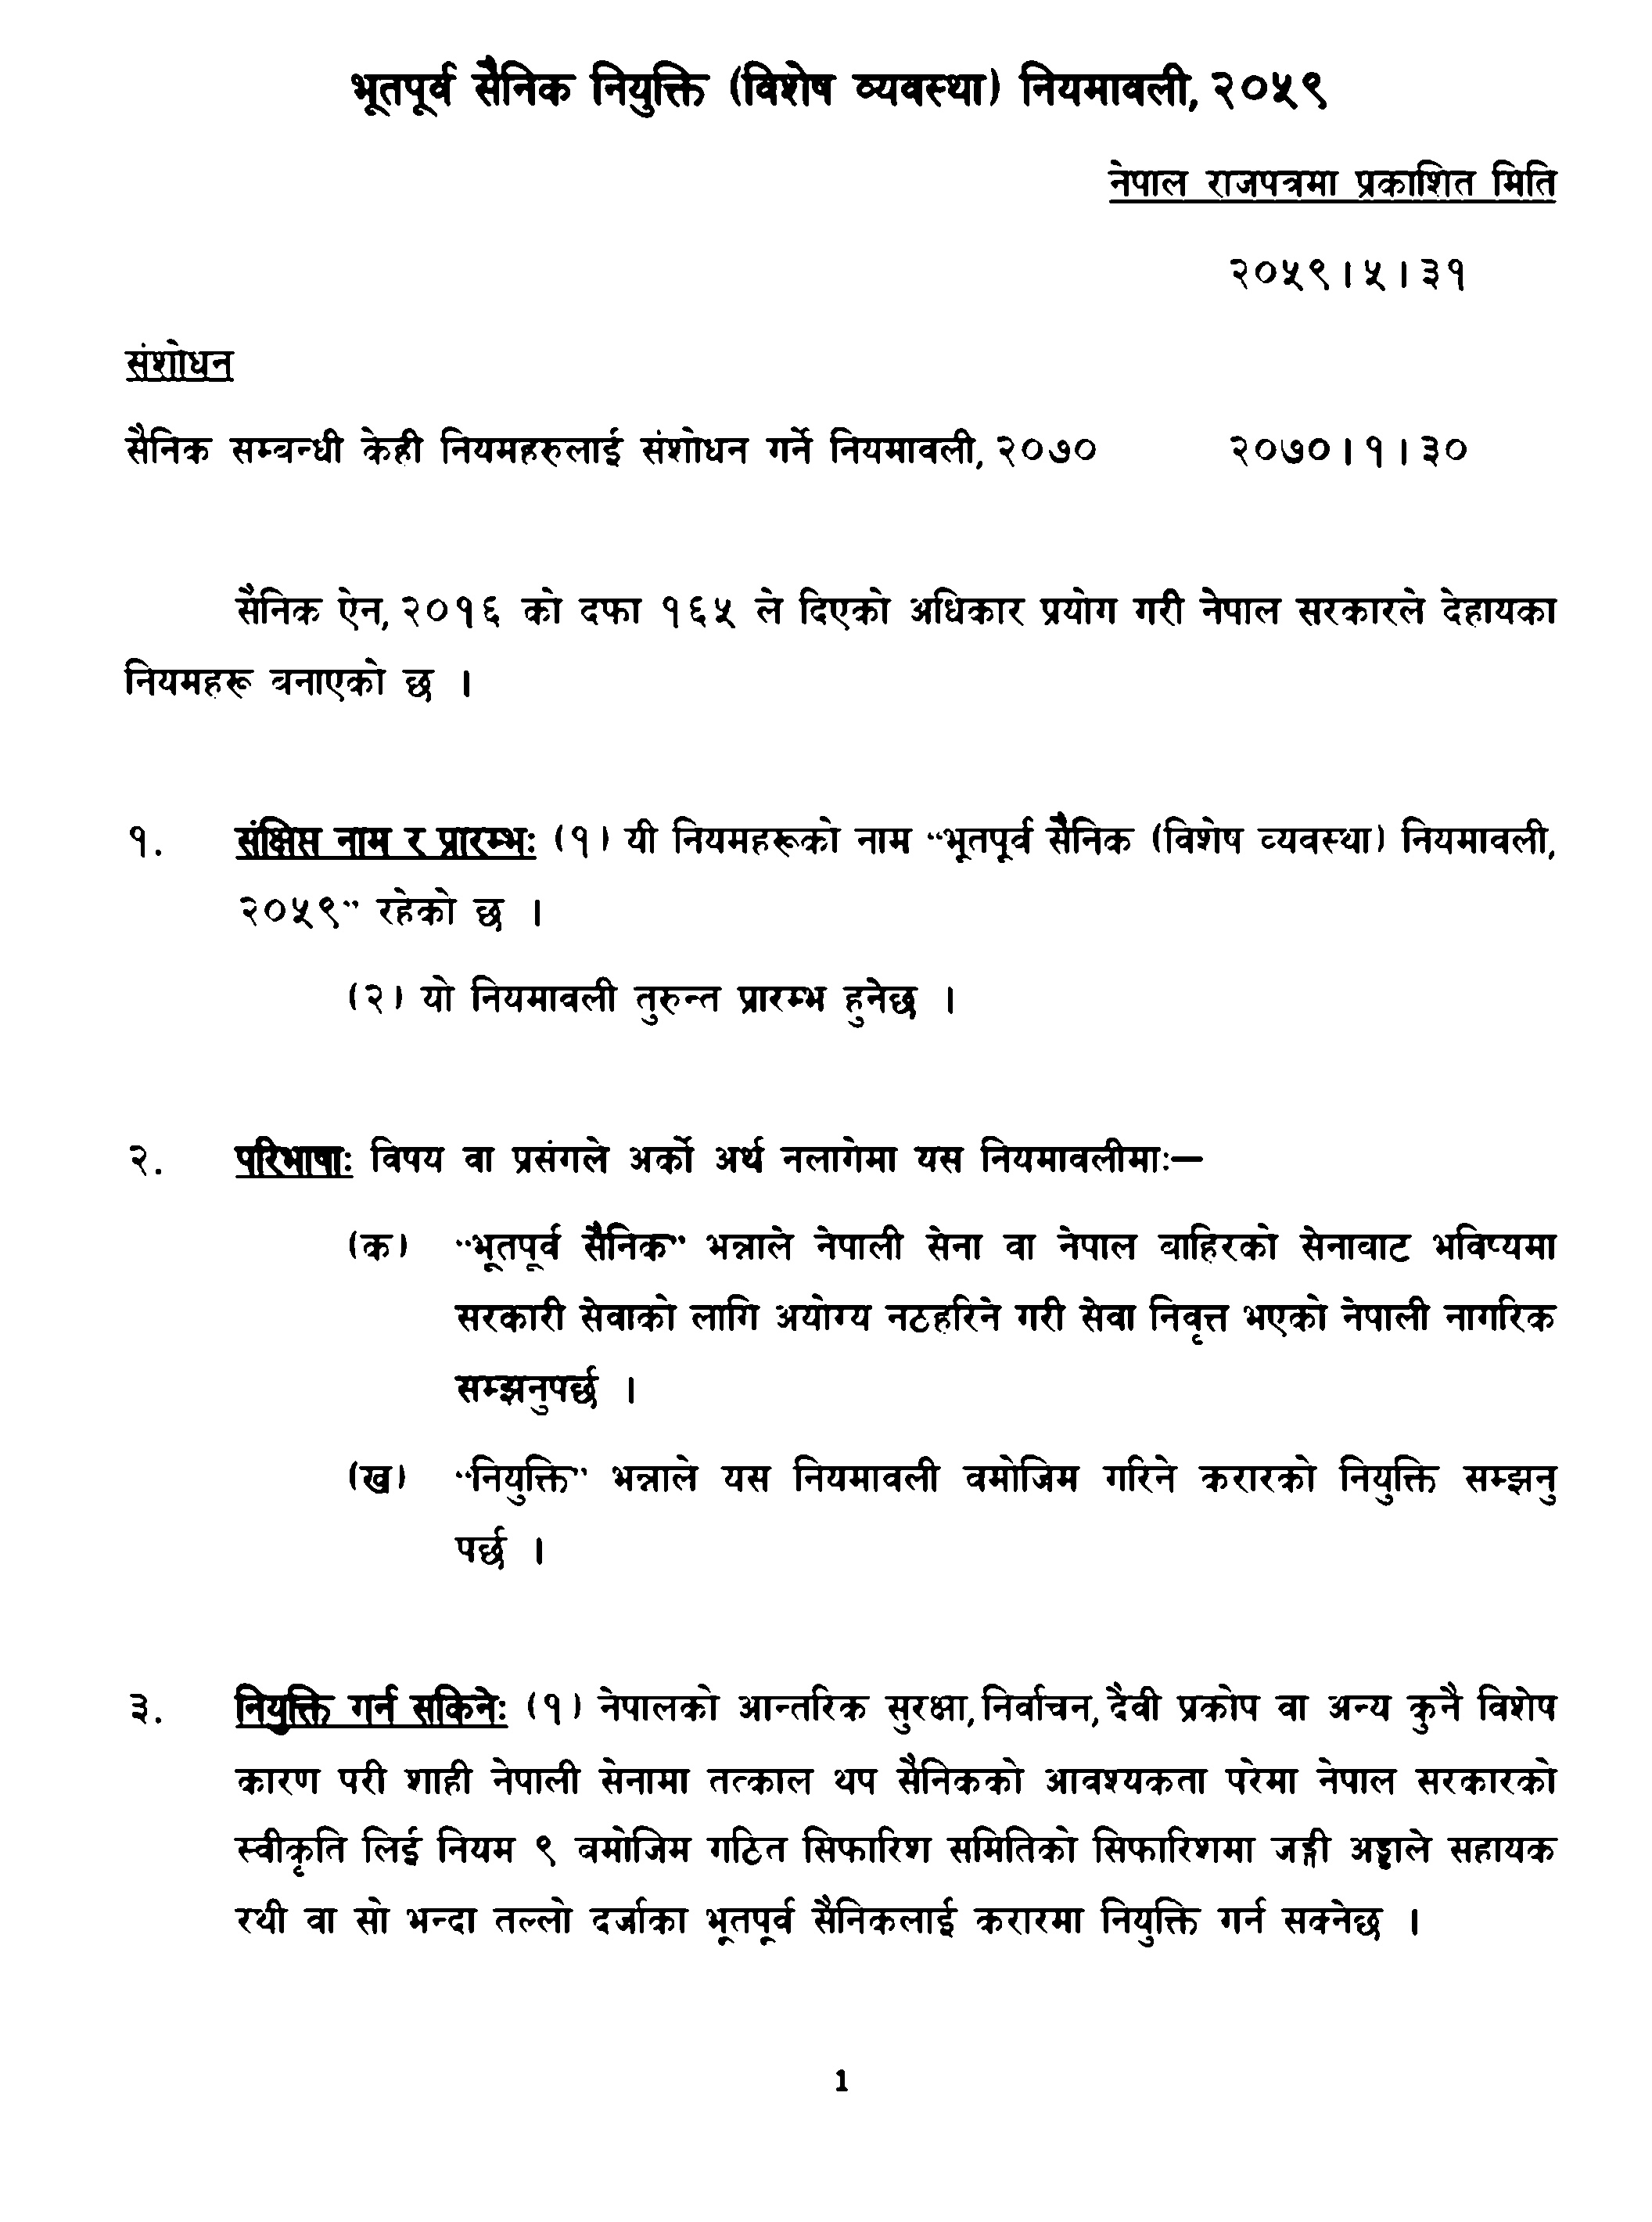 भूतपूर्व सैनिक नियुक्ति (विशेष व्यवस्था) नियमावली, २०५९
नेपाल राजपत्रमा प्रकाशित मिति
२०५९।५।३१
संशोधन
सैनिक सम्बन्धी केही नियमहरुलाई संशोधन गर्ने नियमावली, २०७० २०७०।१।३०
सैनिक ऐन, २०१६ को दफा १६५ ले दिएको अधिकार प्रयोग गरी नेपाल सरकारले देहायका
नियमहरू बनाएको छ ।
१. संक्षिप्त नाम र प्रारम्भः (१) यी नियमहरूको नाम “भूतपूर्व सैनिक (विशेष व्यवस्था) नियमावली,
२०५९” रहेको छ ।
(२) यो नियमावली तुरुन्त प्रारम्भ हुनेछ ।
२. परिभाषाः विषय वा प्रसंगले अर्को अर्थ नलागेमा यस नियमावलीमाः—
(क) “भूतपूर्व सैनिक” भन्नाले नेपाली सेना वा नेपाल बाहिरको सेनाबाट भविष्यमा
सरकारी सेवाको लागि अयोग्य नठहरिने गरी सेवा निवृत्त भएको नेपाली नागरिक
सम्झनुपर्छ ।
(ख) “नियुक्ति” भन्नाले यस नियमावली बमोजिम गरिने करारको नियुक्ति सम्झनु
पर्छ ।
३. नियुक्ति गर्न सकिनेः (१) नेपालको आन्तरिक सुरक्षा, निर्वाचन, दैवी प्रकोप वा अन्य कुनै विशेष
कारण परी शाही नेपाली सेनामा तत्काल थप सैनिकको आवश्यकता परेमा नेपाल सरकारको
स्वीकृति लिई नियम ९ बमोजिम गठित सिफारिश समितिको सिफारिशमा जङ्गी अड्डाले सहायक
रथी वा सो भन्दा तल्लो दर्जाका भूतपूर्व सैनिकलाई करारमा नियुक्ति गर्न सक्नेछ ।
1